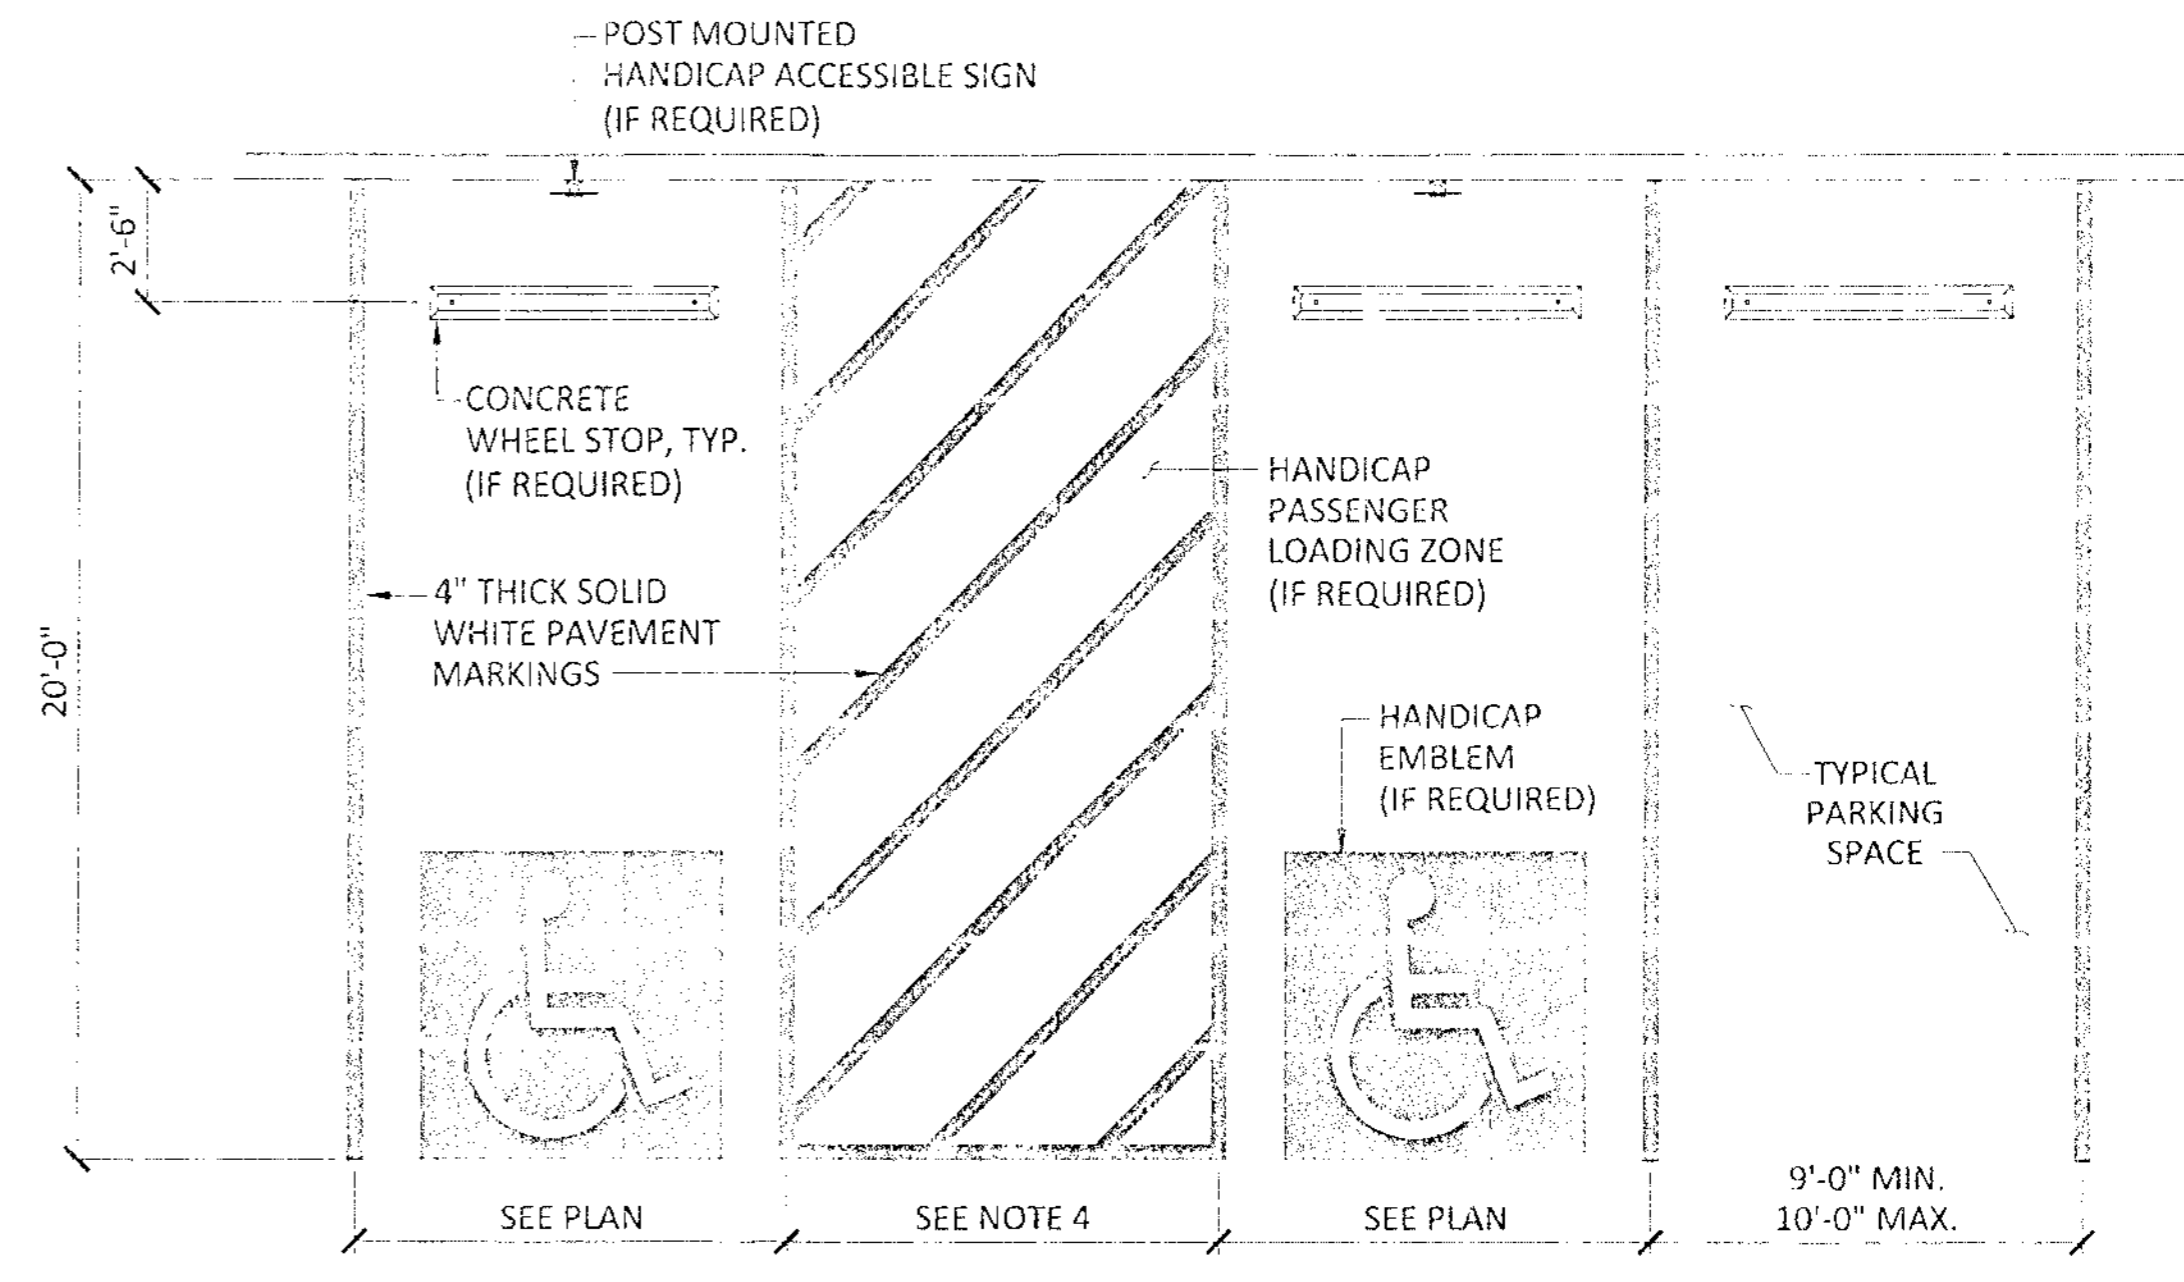 POST MOUNTED
HANDICAP ACCESSIBLE SIGN
(IF REQUIRED)
2'-6"
CONCRETE
WHEEL STOP, TYP.
(IF REQUIRED)
HANDICAP
PASSENGER
LOADING ZONE
(IF REQUIRED)
4" THICK SOLID
WHITE PAVEMENT
MARKINGS
20'-0"
HANDICAP
EMBLEM
(IF REQUIRED)
TYPICAL
PARKING
SPACE
SEE PLAN
SEE NOTE 4
SEE PLAN
9'-0" MIN.
10'-0" MAX.